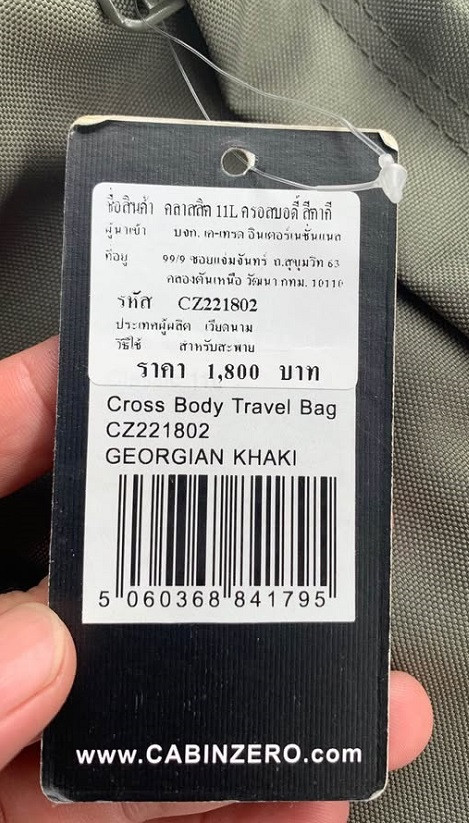 ชื่อสินค้า คลาสสิค 11L ครอสบอดี้ สีกากี
ผู้นำเข้า บจก. เค-เทรด อินเตอร์เนชั่นแนล
ที่อยู่ 99/9 ซอยแจ่มจันทร์ ถ.สุขุมวิท 63
คลองตันเหนือ วัฒนา กทม. 10110
รหัส CZ221802
ประเทศผู้ผลิต เวียดนาม
วิธีใช้ สำหรับสะพาย
ราคา 1,800 บาท
Cross Body Travel Bag
CZ221802
GEORGIAN KHAKI
5 060368 841795
www.CABINZERO.com